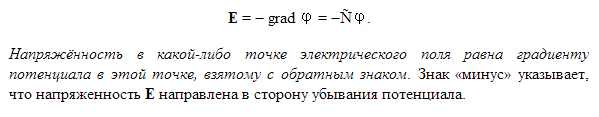 E = − grad φ = −Ñφ.
Напряжённость в какой-либо точке электрического поля равна градиенту
потенциала в этой точке, взятому с обратным знаком. Знак «минус» указывает,
что напряженность E направлена в сторону убывания потенциала.